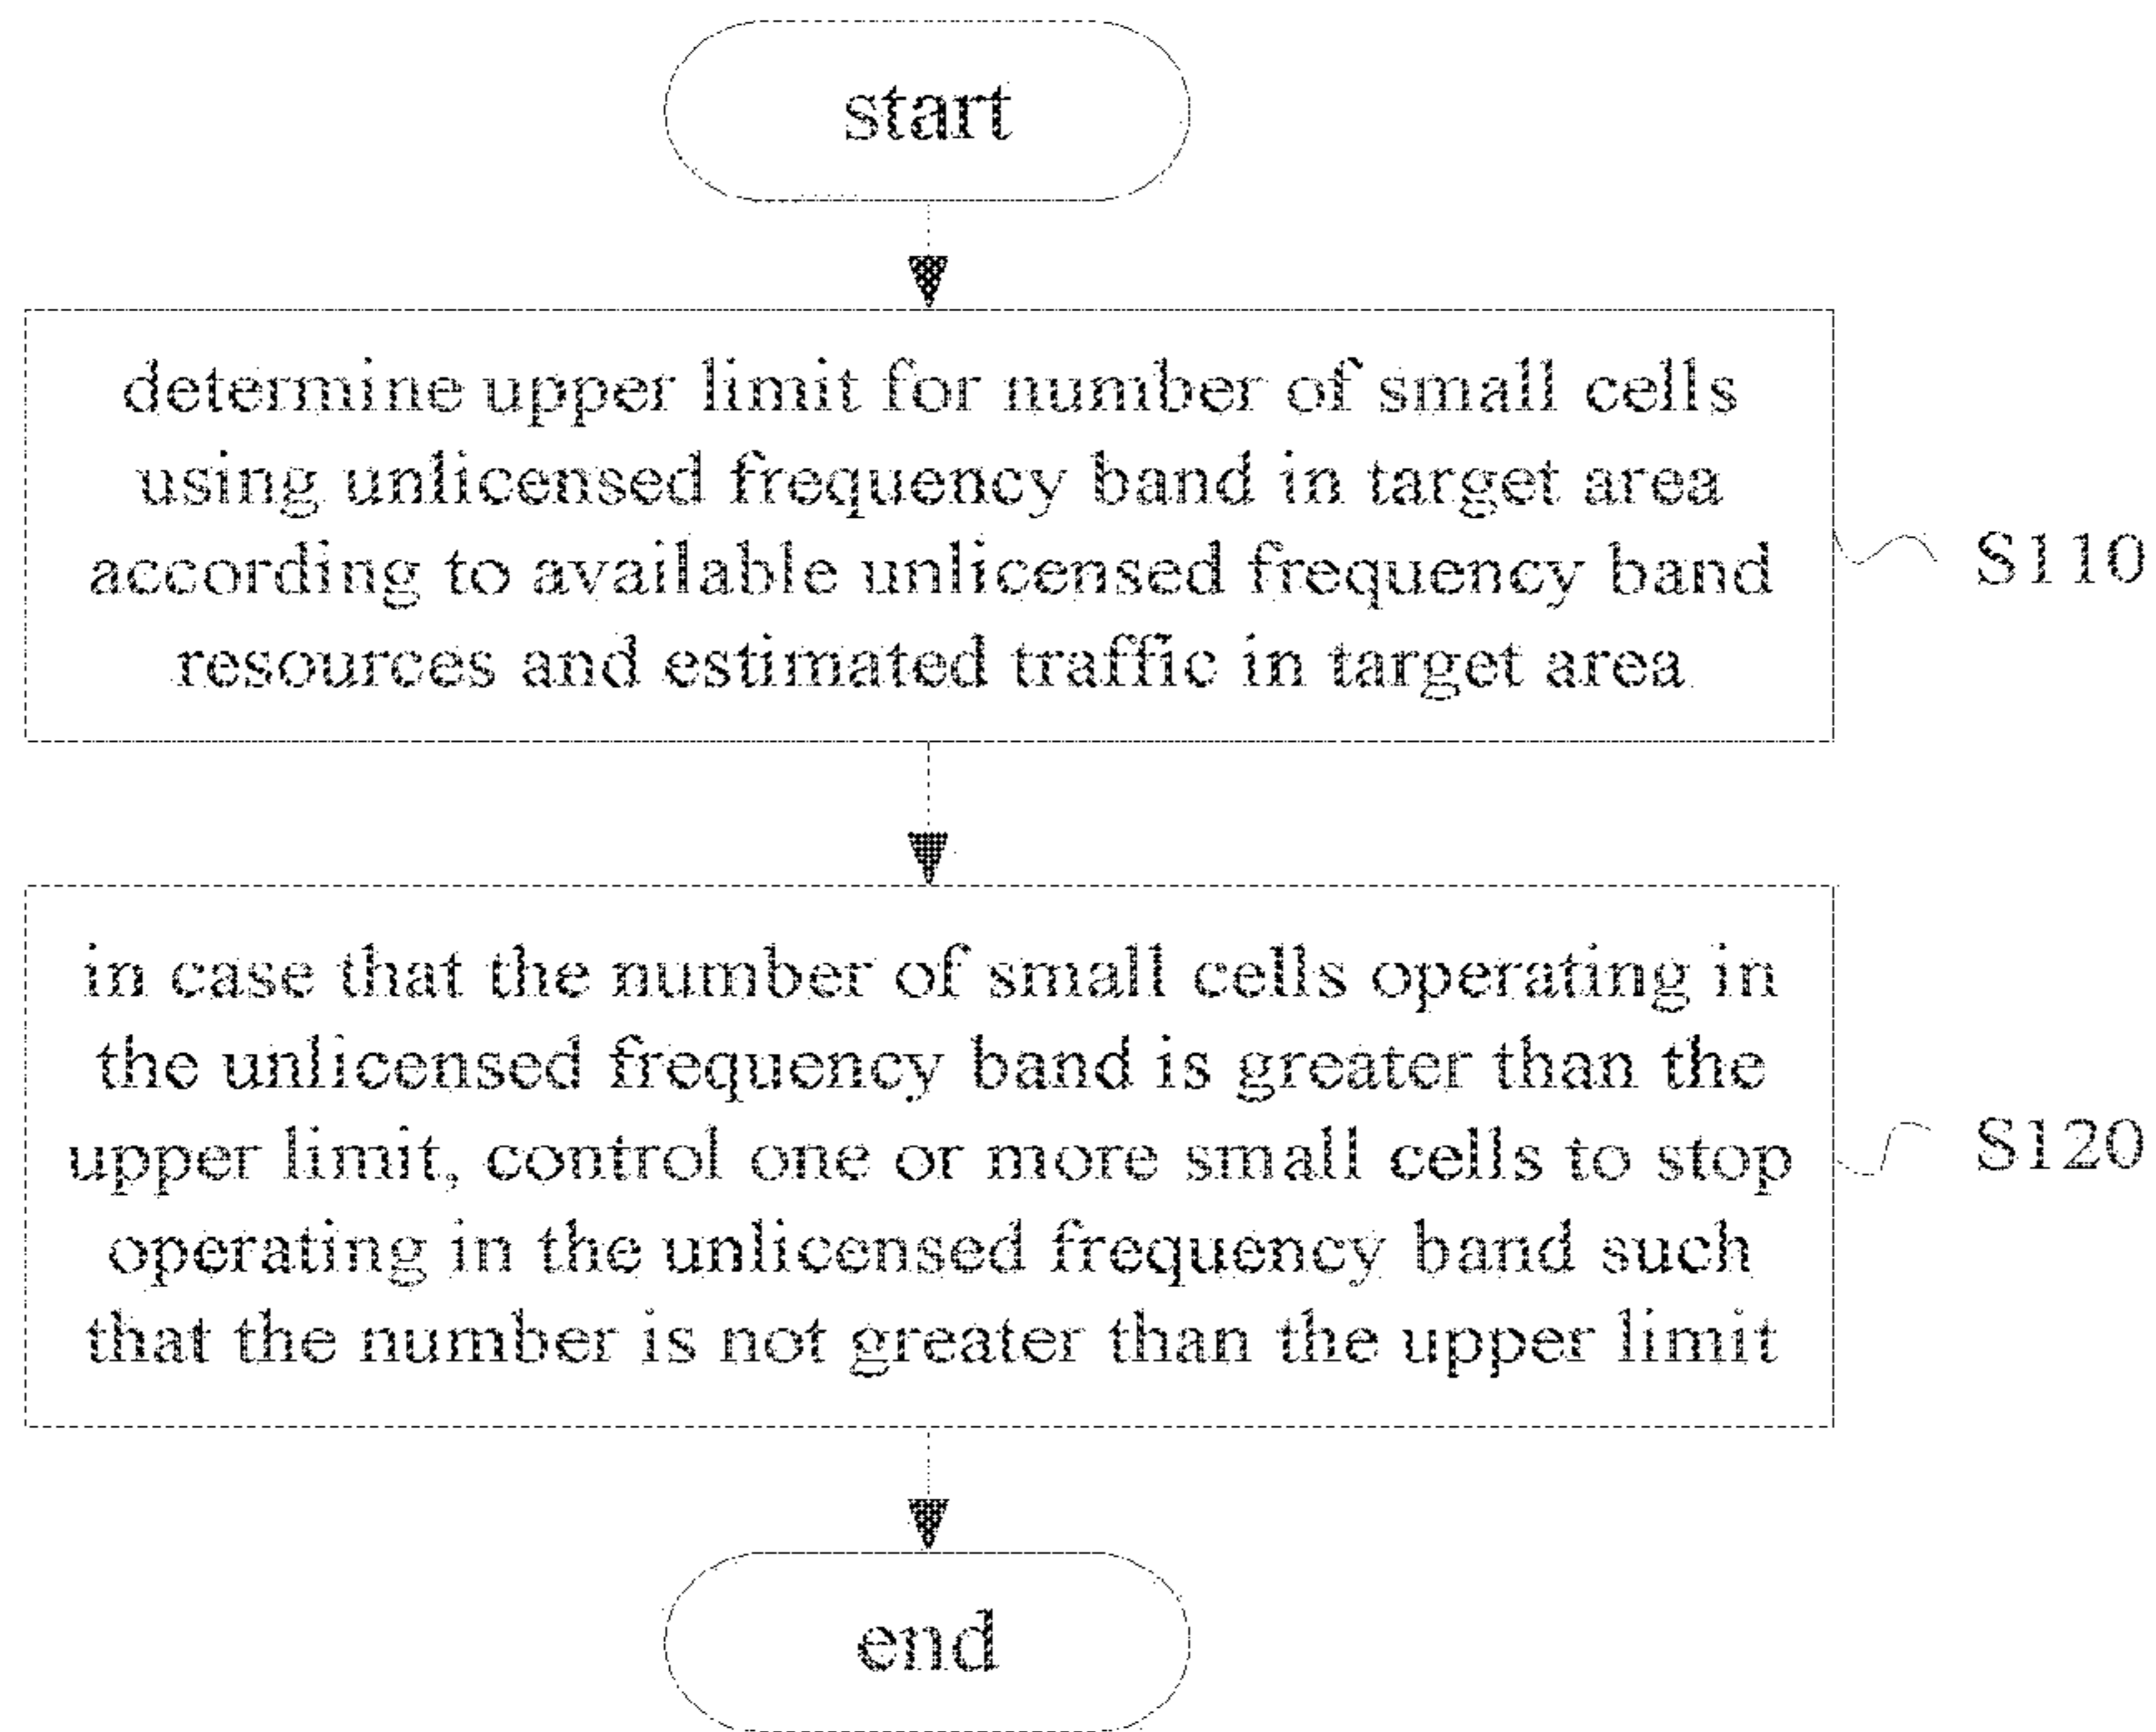 start
determine upper limit for number of small cells
using unlicensed frequency band in target area
according to available unlicensed frequency band
resources and estimated traffic in target area
S110
in case that the number of small cells operating in
the unlicensed frequency band is greater than the
upper limit, control one or more small cells to stop
operating in the unlicensed frequency band such
that the number is not greater than the upper limit
S120
end